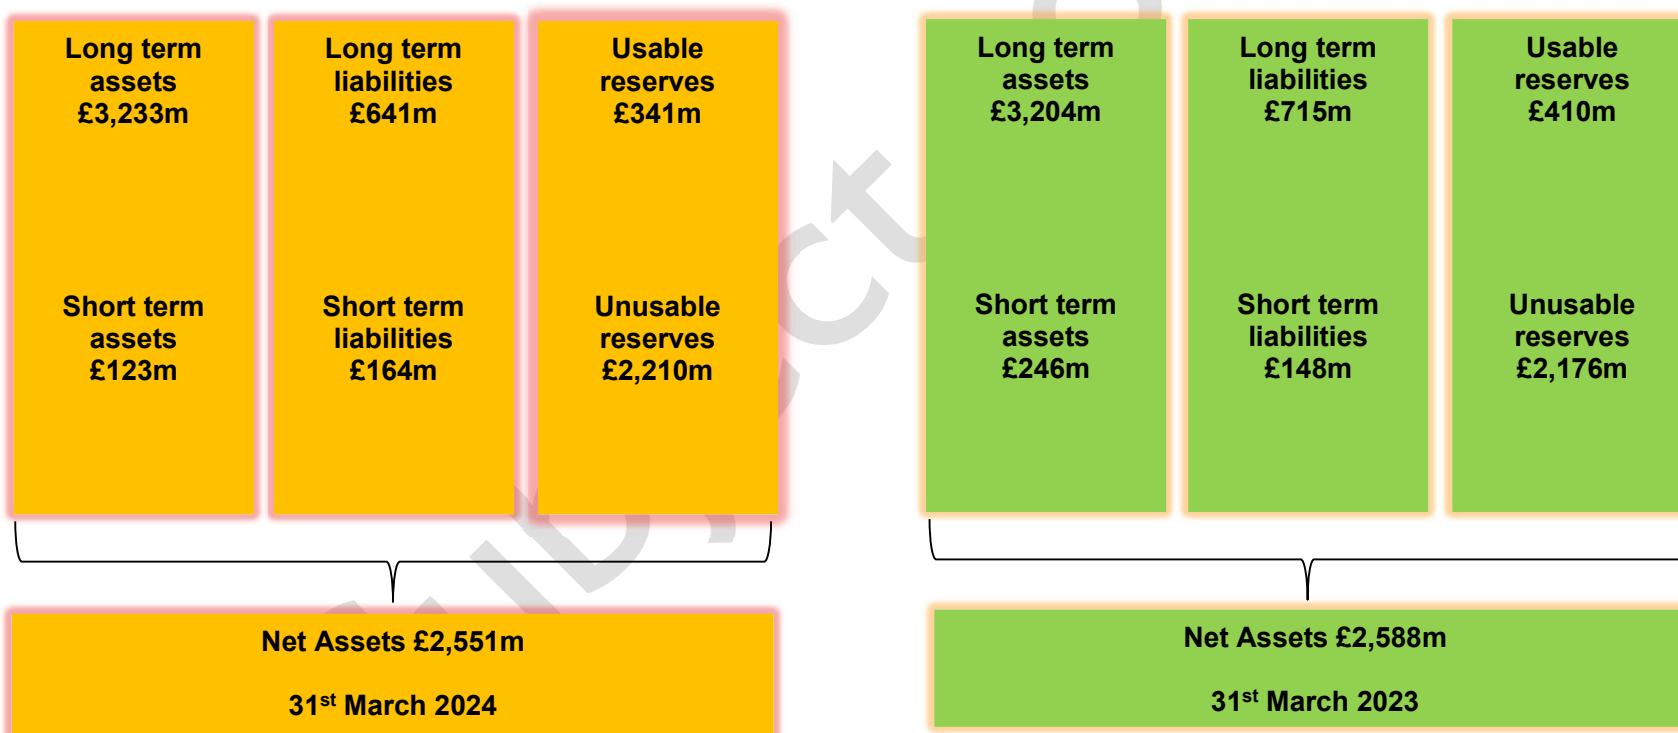 Long term
assets
£3,233m
Short term
assets
£123m
Long term
liabilities
£641m
Short term
liabilities
£164m
Usable
reserves
£341m
Unusable
reserves
£2,210m
Net Assets £2,551m
31st March 2024
Long term
assets
£3,204m
Short term
assets
£246m
Long term
liabilities
£715m
Short term
liabilities
£148m
Usable
reserves
£410m
Unusable
reserves
£2,176m
Net Assets £2,588m
31st March 2023
Subject